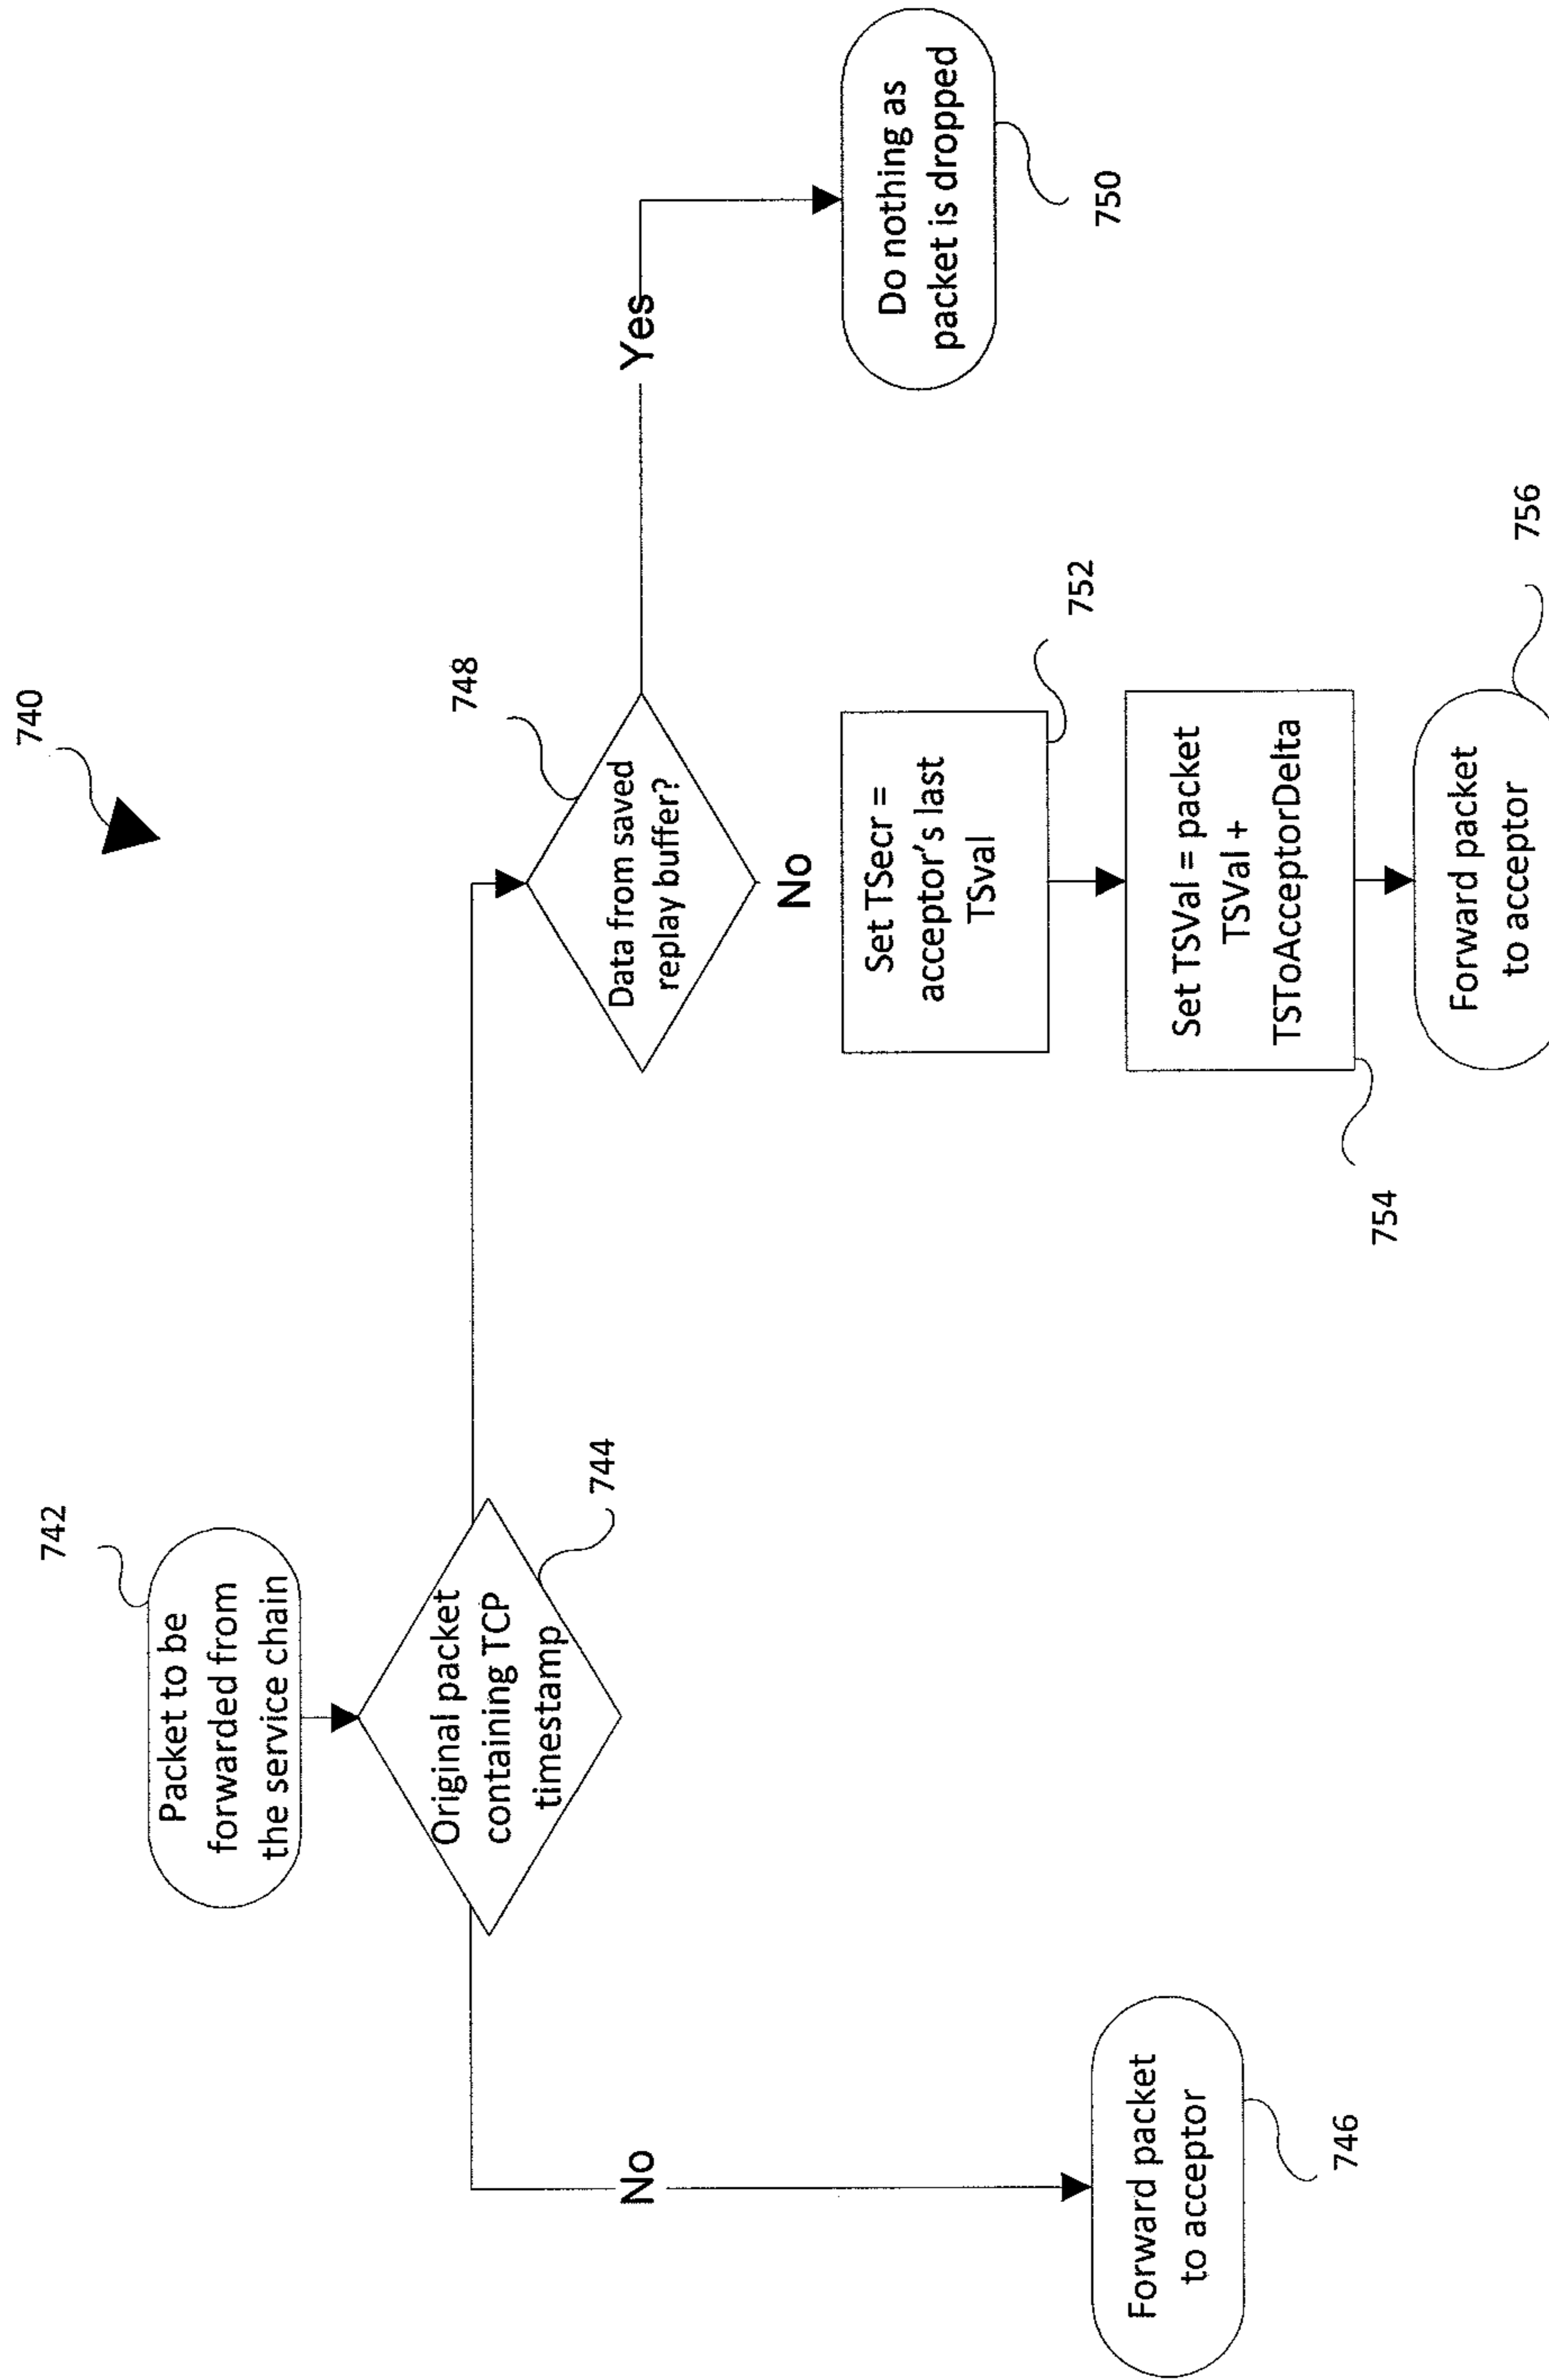 740
742
Packet to be
forwarded from
the service chain
744
Original packet
containing TCP
timestamp
No
746
Forward packet
to acceptor
748
Data from saved
replay buffer?
Yes
750
Do nothing as
packet is dropped
No
752
Set TSecr =
acceptor's last
TSval
754
Set TSVal = packet
TSVal +
TSToAcceptorDelta
756
Forward packet
to acceptor